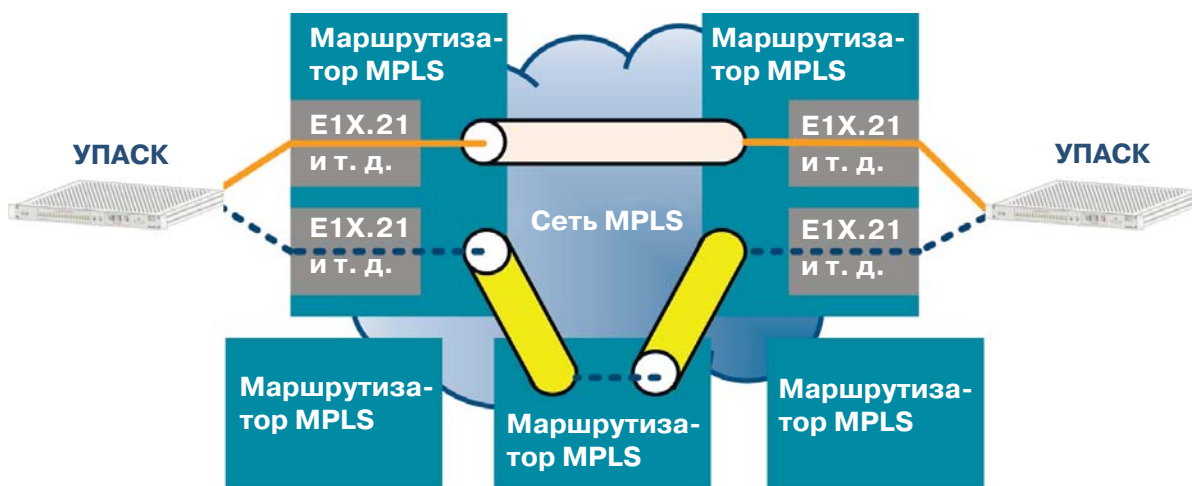 Маршрутиза-
тор MPLS
Маршрутиза-
тор MPLS
E1X.21
и т. д.
E1X.21
и т. д.
УПАСК
УПАСК
Сеть MPLS
E1X.21
и т. д.
E1X.21
и т. д.
Маршрутиза-
тор MPLS
Маршрутиза-
тор MPLS
Маршрутиза-
тор MPLS